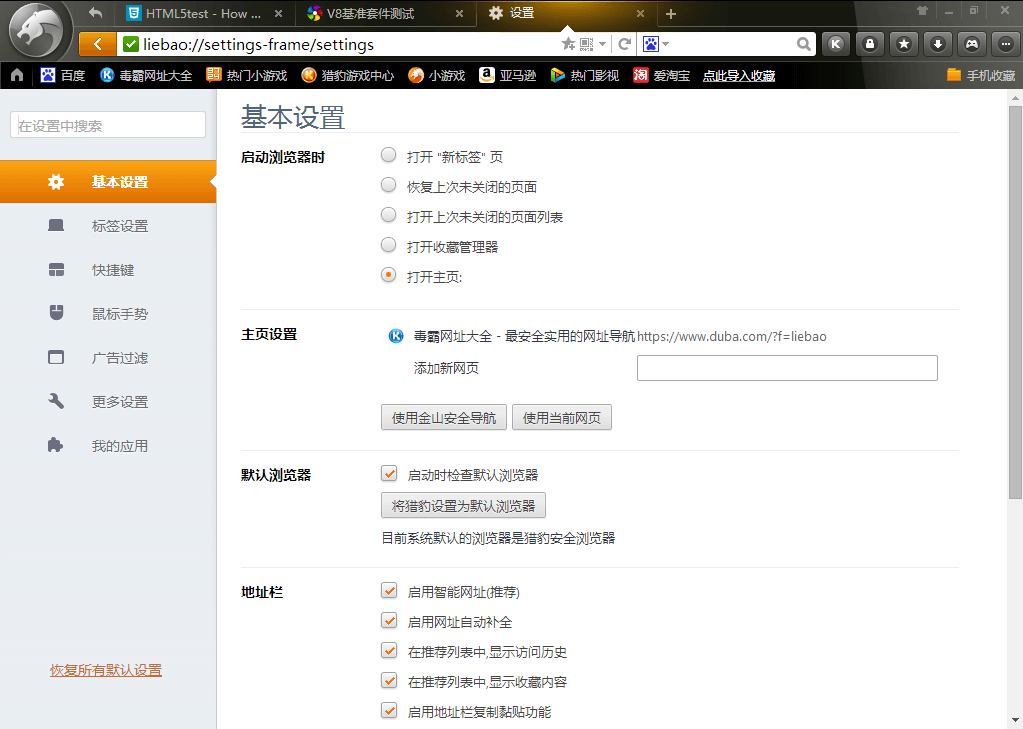 HTML5test - How ...
V8基准套件测试
设置
liebao://settings-frame/settings
百度
毒霸网址大全
热门小游戏
猎豹游戏中心
小游戏
亚马逊
热门影视
爱淘宝
点此导入收藏
手机收藏
在设置中搜索
基本设置
标签设置
快捷键
鼠标手势
广告过滤
更多设置
我的应用
恢复所有默认设置
基本设置
启动浏览器时
打开 "新标签" 页
恢复上次未关闭的页面
打开上次未关闭的页面列表
打开收藏管理器
打开主页:
主页设置
毒霸网址大全 - 最安全实用的网址导航 https://www.duba.com/?f=liebao
添加新网页
使用金山安全导航
使用当前网页
默认浏览器
启动时检查默认浏览器
将猎豹设置为默认浏览器
目前系统默认的浏览器是猎豹安全浏览器
地址栏
启用智能网址(推荐)
启用网址自动补全
在推荐列表中,显示访问历史
在推荐列表中,显示收藏内容
启用地址栏复制黏贴功能